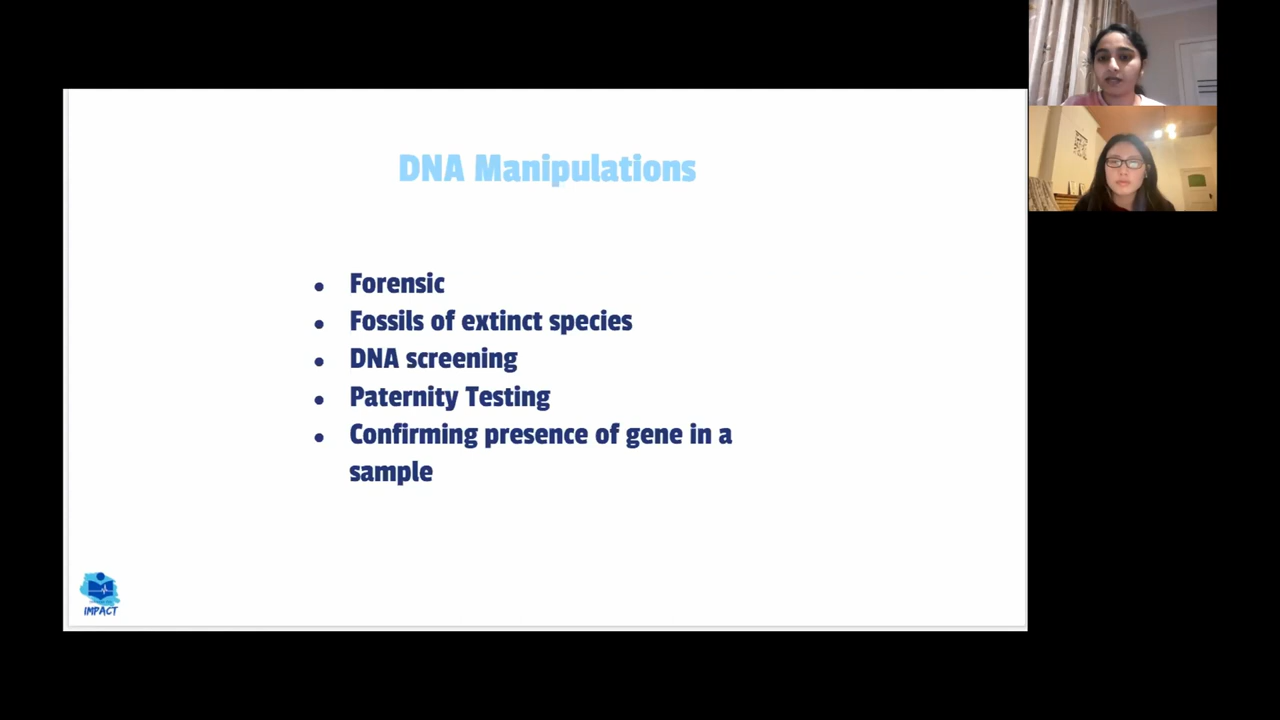 DNA Manipulations
• Forensic
• Fossils of extinct species
• DNA screening
• Paternity Testing
• Confirming presence of gene in a
sample
IMPACT